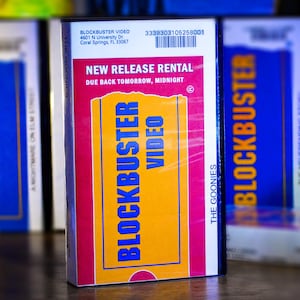 BLOCKBUSTER VIDEO
4601 N University Dr.
Coral Springs, FL 33067
NEW RELEASE RENTAL
DUE BACK TOMORROW, MIDNIGHT
©
BLOCKBUSTER
VIDEO
THE GOONIES
A NIGHTMARE ON ELM STREET
BLOCKBUSTER